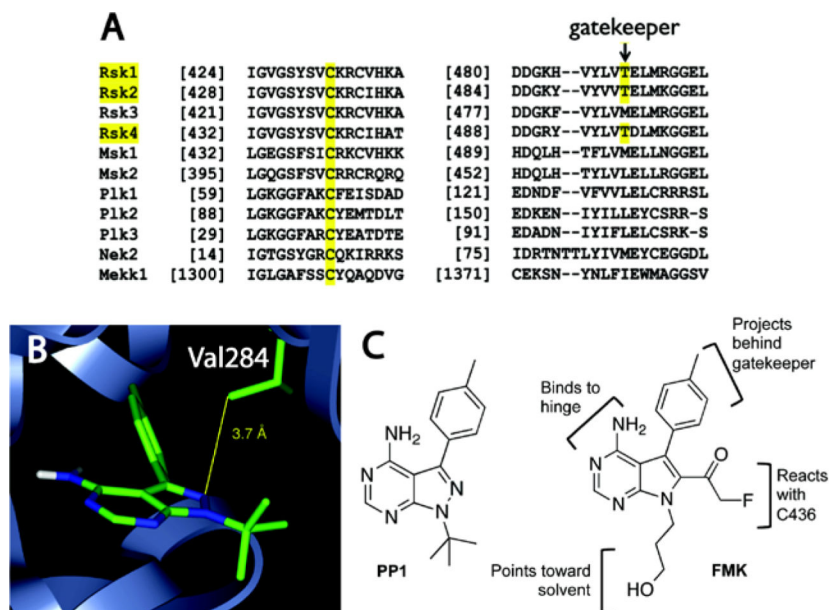 A
gatekeeper
Rsk1 [424] IGVGSYSVCKRCVHKA [480] DDGKH--VYLVTELMRGGEL
Rsk2 [428] IGVGSYSVCKRCIHKA [484] DDGKY--VYVVTELMKGGEL
Rsk3 [421] IGVGSYSVCKRCVHKA [477] DDGKF--VYLVMELMRGGEL
Rsk4 [432] IGVGSYSVCKRCIHAT [488] DDGRY--VYLVTDLMKGGEL
Msk1 [432] LGEGSFSICRKCVHKK [489] HDQLH--TFLVMELLNGGEL
Msk2 [395] LGQGSFSVCRRCRQRQ [452] HDQLH--TYLVLELLRGGEL
Plk1 [59] LGKGGFAKCFEISDAD [121] EDNDF--VFVVLELCRRRSL
Plk2 [88] LGKGGFAKCYEMTDLT [150] EDKEN--IYILLEYCSRR-S
Plk3 [29] LGKGGFARCYEATDTE [91] EDADN--IYIFLELCSRK-S
Nek2 [14] IGTGSYGRCQKIRRKS [75] IDRTNTTLYIVMEYCEGGDL
Mekk1 [1300] IGLGAFSSCYQAQDVG [1371] CEKSN--YNLFIEWMAGGSV
B
Val284
3.7 Å
C
NH2
N
N
N
N
PP1
Projects
behind
gatekeeper
Binds to
hinge
NH2
O
N
N
N
F
Reacts
with
C436
Points toward
solvent
HO
FMK